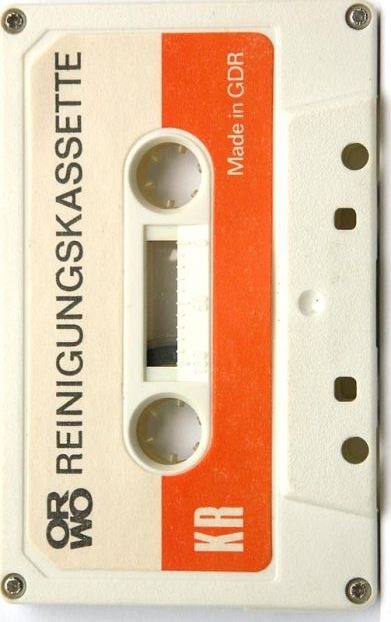 ORWO REINIGUNGSKASSETTE
Made in GDR
KR